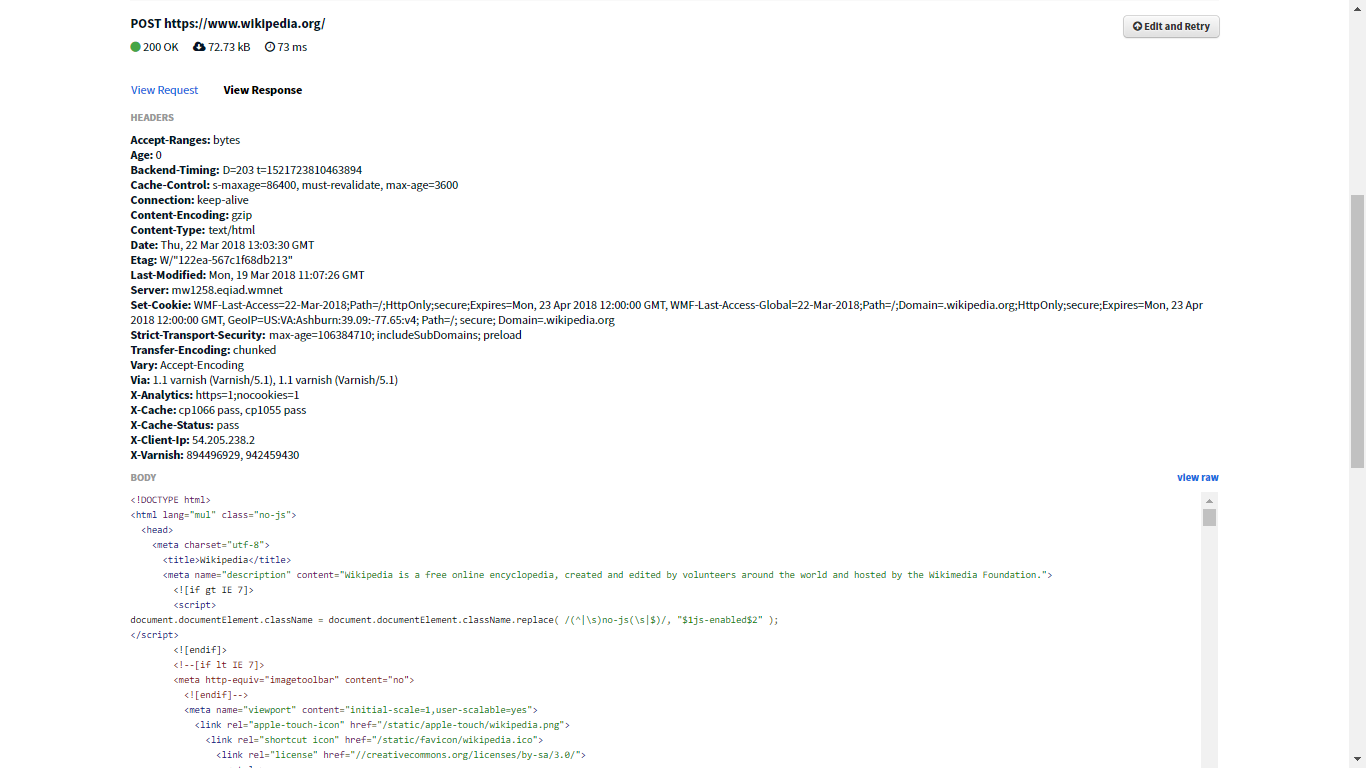 POST https://www.wikipedia.org/
Edit and Retry
200 OK 72.73 kB 73 ms
View Request View Response
HEADERS
Accept-Ranges: bytes
Age: 0
Backend-Timing: D=203 t=1521723810463894
Cache-Control: s-maxage=86400, must-revalidate, max-age=3600
Connection: keep-alive
Content-Encoding: gzip
Content-Type: text/html
Date: Thu, 22 Mar 2018 13:03:30 GMT
Etag: W/"122ea-567c1f68db213"
Last-Modified: Mon, 19 Mar 2018 11:07:26 GMT
Server: mw1258.eqiad.wmnet
Set-Cookie: WMF-Last-Access=22-Mar-2018;Path=/;HttpOnly;secure;Expires=Mon, 23 Apr 2018 12:00:00 GMT, WMF-Last-Access-Global=22-Mar-2018;Path=/;Domain=.wikipedia.org;HttpOnly;secure;Expires=Mon, 23 Apr
2018 12:00:00 GMT, GeoIP=US:VA:Ashburn:39.09:-77.65:v4; Path=/; secure; Domain=.wikipedia.org
Strict-Transport-Security: max-age=106384710; includeSubDomains; preload
Transfer-Encoding: chunked
Vary: Accept-Encoding
Via: 1.1 varnish (Varnish/5.1), 1.1 varnish (Varnish/5.1)
X-Analytics: https=1;nocookies=1
X-Cache: cp1066 pass, cp1055 pass
X-Cache-Status: pass
X-Client-Ip: 54.205.238.2
X-Varnish: 894496929, 942459430
BODY view raw
<!DOCTYPE html>
<html lang="mul" class="no-js">
<head>
<meta charset="utf-8">
<title>Wikipedia</title>
<meta name="description" content="Wikipedia is a free online encyclopedia, created and edited by volunteers around the world and hosted by the Wikimedia Foundation.">
<![if gt IE 7]>
<script>
document.documentElement.className = document.documentElement.className.replace( /(^|\s)no-js(\s|$)/, "$1js-enabled$2" );
</script>
<![endif]>
<!--[if lt IE 7]>
<meta http-equiv="imagetoolbar" content="no">
<![endif]-->
<meta name="viewport" content="initial-scale=1,user-scalable=yes">
<link rel="apple-touch-icon" href="/static/apple-touch/wikipedia.png">
<link rel="shortcut icon" href="/static/favicon/wikipedia.ico">
<link rel="license" href="//creativecommons.org/licenses/by-sa/3.0/">